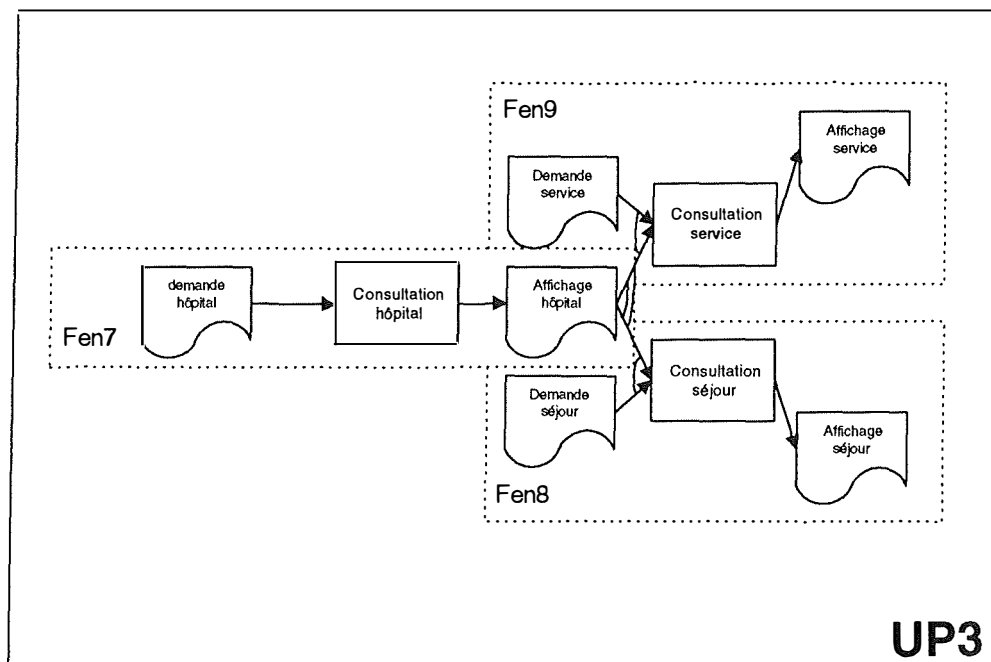 Fen9
Affichage
service
Demande
service
Consultation
service
demande
hôpital
Consultation
hôpital
Affichage
hôpital
Fen7
Demande
séjour
Consultation
séjour
Affichage
séjour
Fen8
UP3